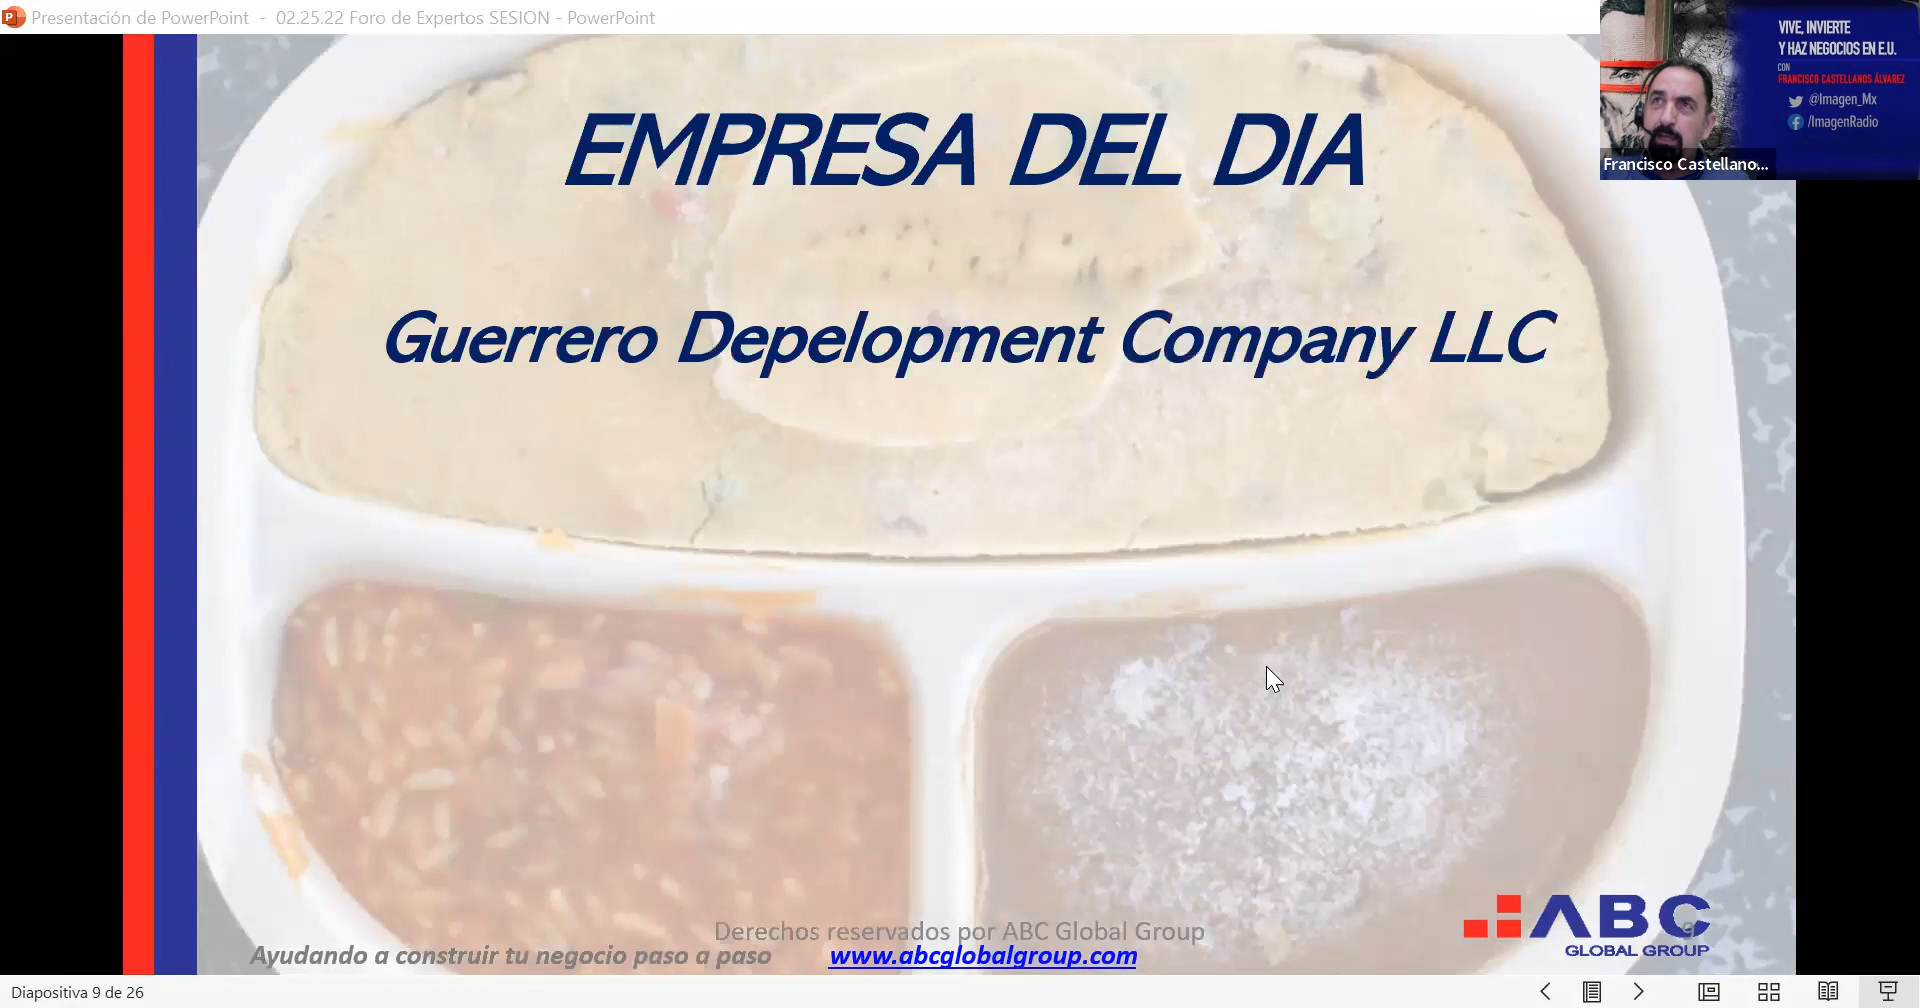 Presentación de PowerPoint - 02.25.22 Foro de Expertos SESION - PowerPoint
VIVE, INVIERTE
Y HAZ NEGOCIOS EN E.U.
CON
FRANCISCO CASTELLANOS ÁLVAREZ
@Imagen_Mx
/ImagenRadio
Francisco Castellano...
EMPRESA DEL DIA
Guerrero Depelopment Company LLC
Derechos reservados por ABC Global Group
Ayudando a construir tu negocio paso a paso
www.abcglobalgroup.com
ABC
GLOBAL GROUP
9
Diapositiva 9 de 26